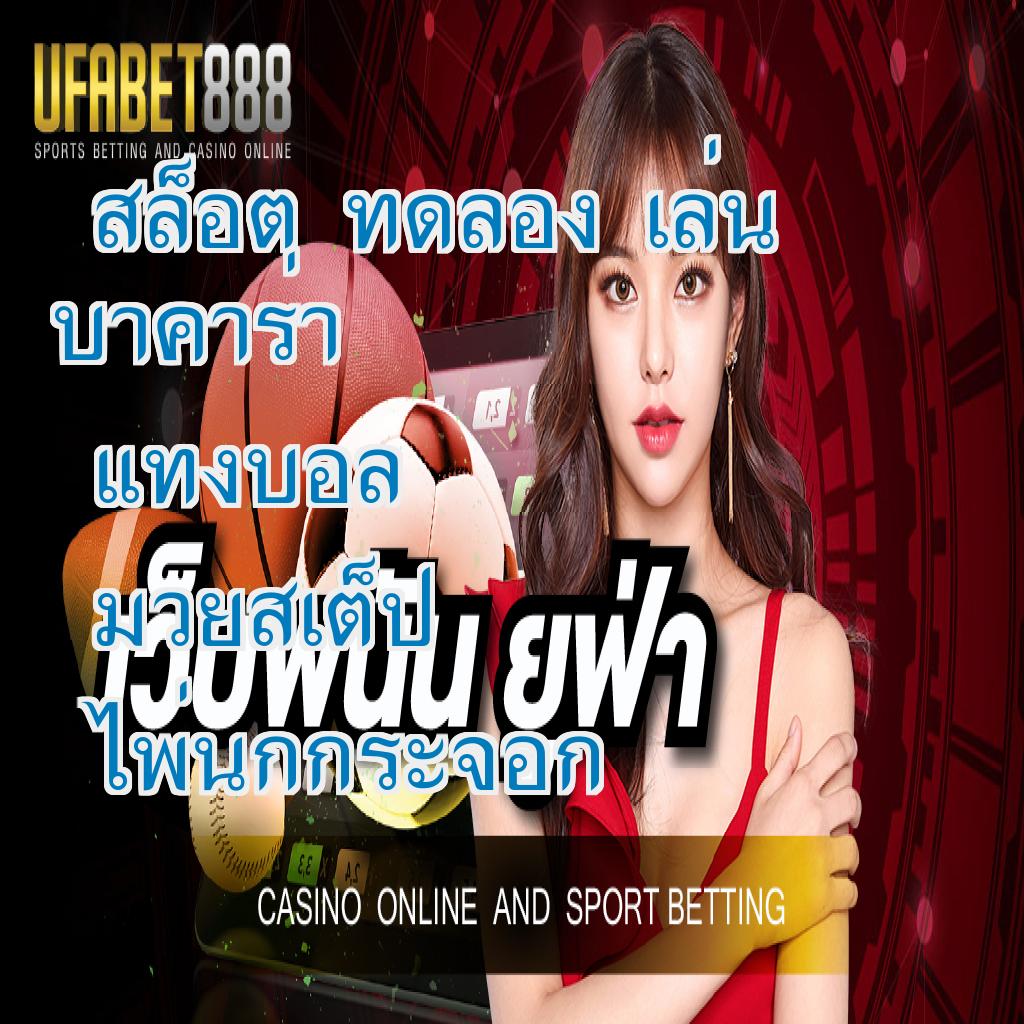 UFABET888
SPORTS BETTING AND CASINO ONLINE
สล็อตุ ทดลอง เล่น
บาคาร่า
แทงบอล
มวยสเต็ป
เว็บพนัน ยูฟ่า
ไพ่นกกระจอก
CASINO ONLINE AND SPORT BETTING